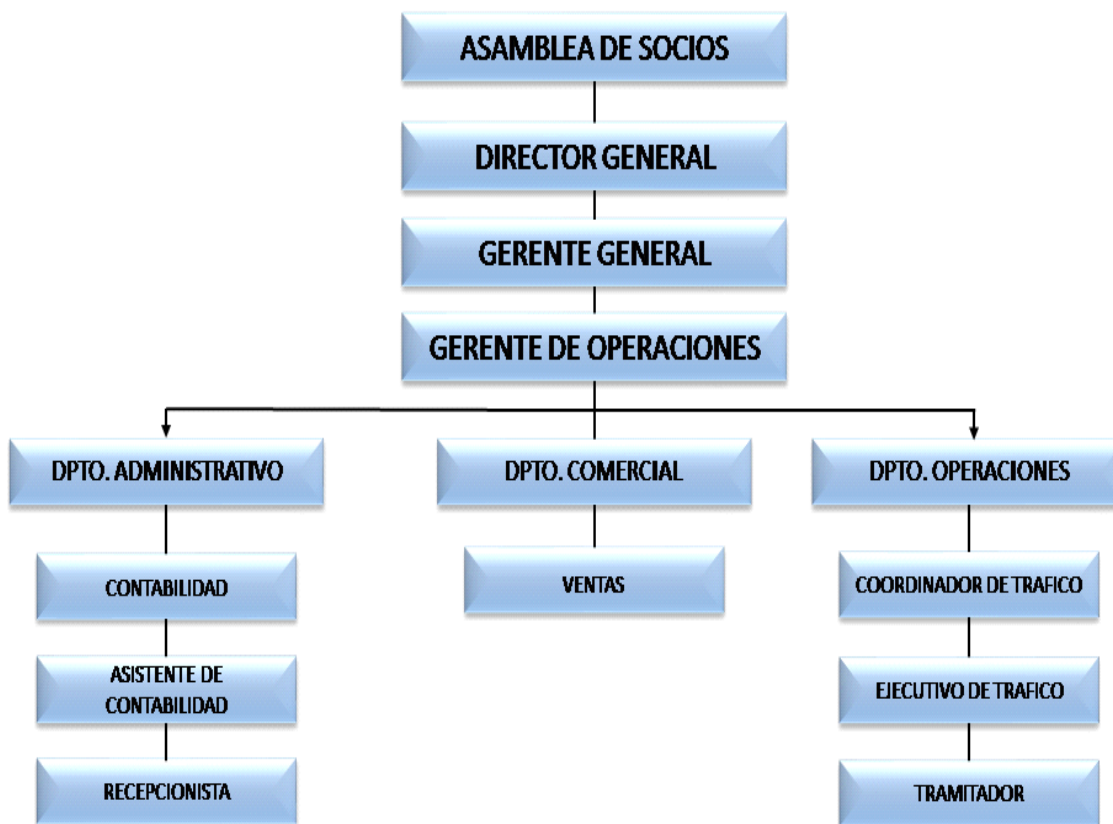 ASAMBLEA DE SOCIOS
DIRECTOR GENERAL
GERENTE GENERAL
GERENTE DE OPERACIONES
DPTO. ADMINISTRATIVO
DPTO. COMERCIAL
DPTO. OPERACIONES
CONTABILIDAD
VENTAS
COORDINADOR DE TRAFICO
ASISTENTE DE
CONTABILIDAD
EJECUTIVO DE TRAFICO
RECEPCIONISTA
TRAMITADOR